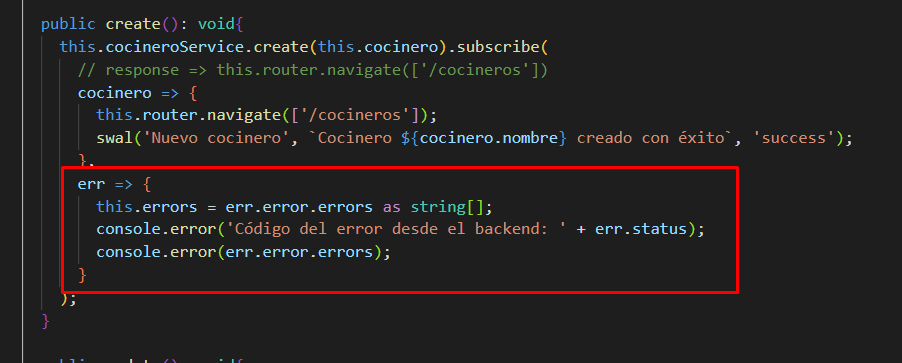 public create(): void{
this.cocineroService.create(this.cocinero).subscribe(
// response => this.router.navigate(['/cocineros'])
cocinero => {
this.router.navigate(['/cocineros']);
swal('Nuevo cocinero', `Cocinero ${cocinero.nombre} creado con éxito`, 'success');
},
err => {
this.errors = err.error.errors as string[];
console.error('Código del error desde el backend: ' + err.status);
console.error(err.error.errors);
}
);
}